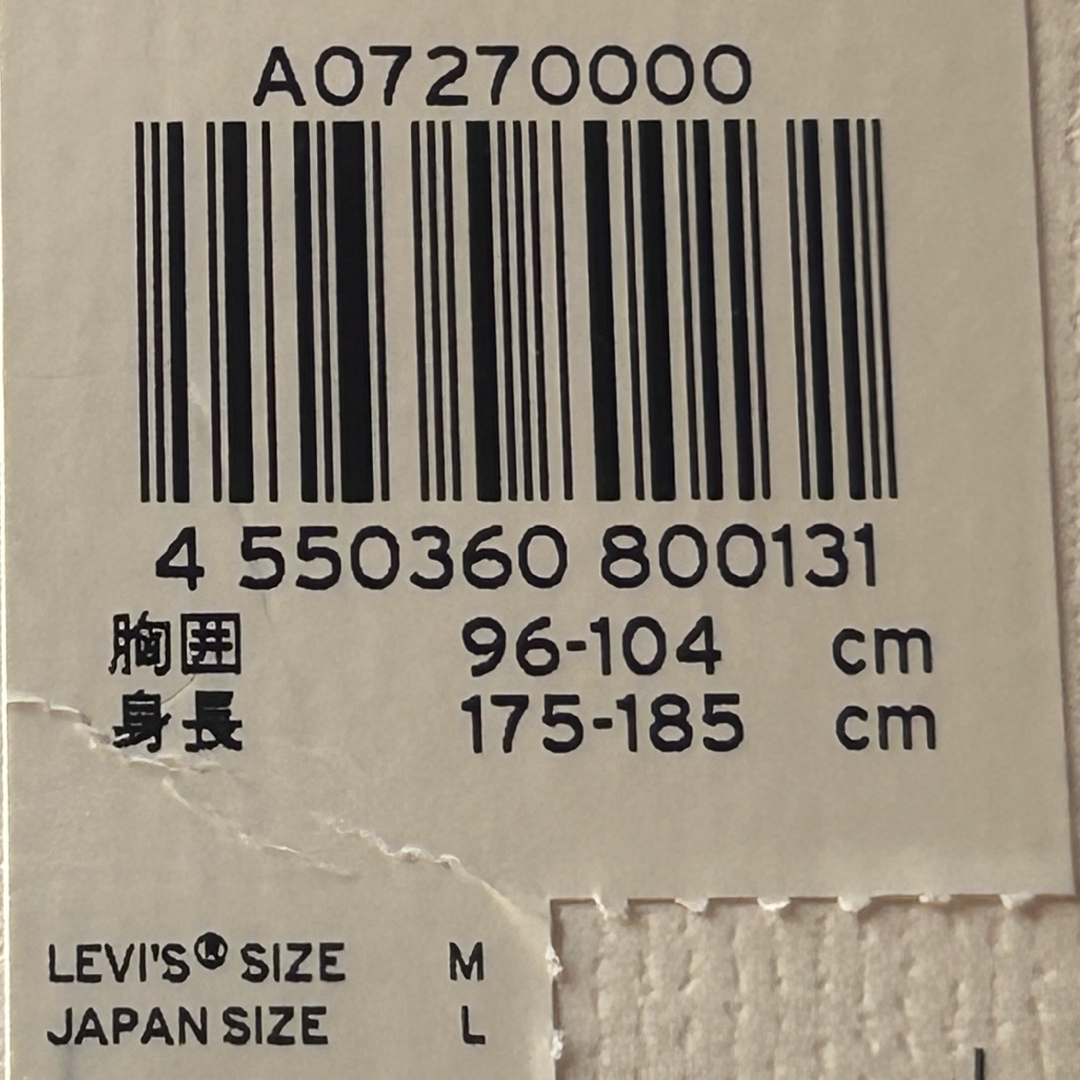 A07270000
4 550360 800131
胸囲 96-104 cm
身長 175-185 cm
LEVI'S® SIZE M
JAPAN SIZE L